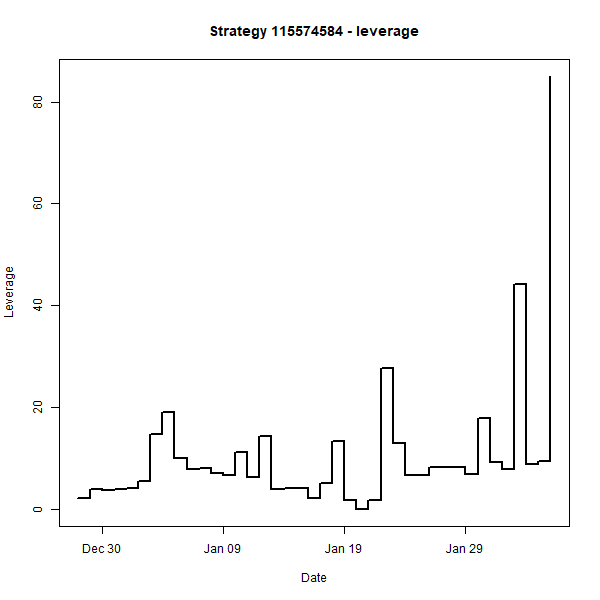 Strategy 115574584 - leverage
Leverage
80
60
40
20
0
Dec 30 Jan 09 Jan 19 Jan 29
Date